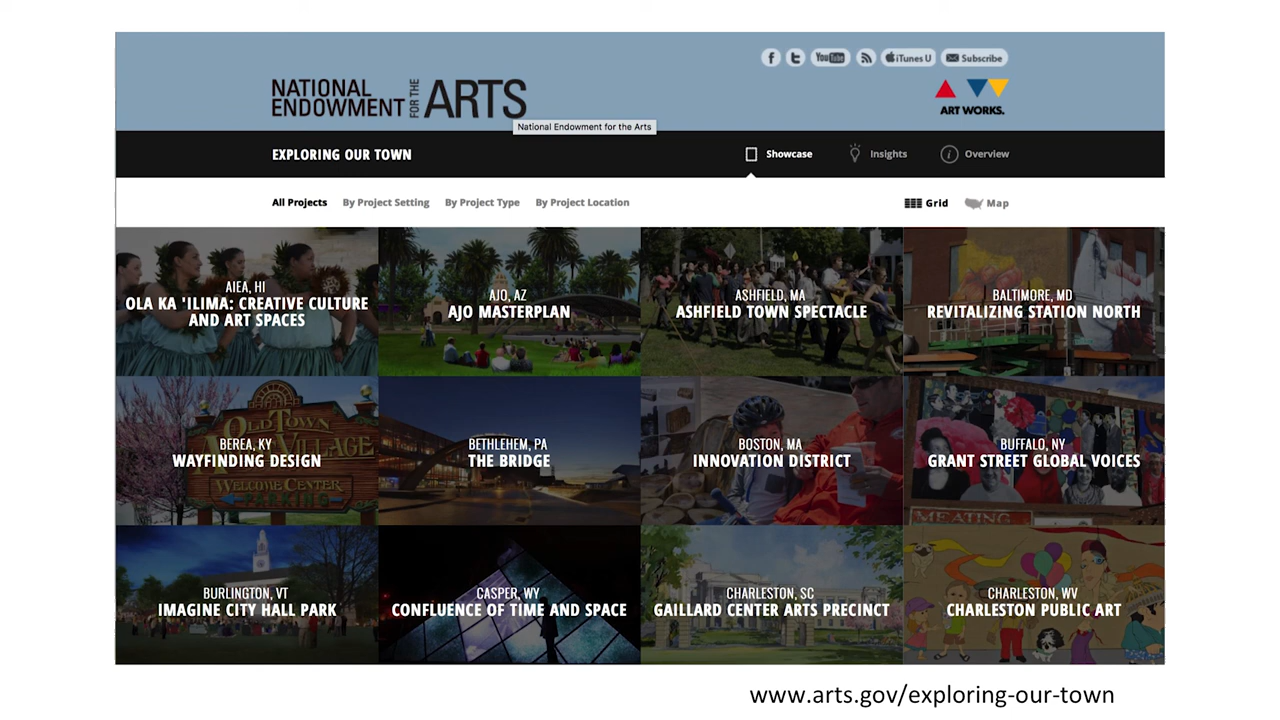 f t YouTube iTunes U Subscribe
NATIONAL
ENDOWMENT
FOR THE
ARTS
ART WORKS.
National Endowment for the Arts
EXPLORING OUR TOWN
Showcase Insights Overview
All Projects By Project Setting By Project Type By Project Location
Grid Map
AIEA, HI
OLA KA 'ILIMA: CREATIVE CULTURE
AND ART SPACES
AJO, AZ
AJO MASTERPLAN
ASHFIELD, MA
ASHFIELD TOWN SPECTACLE
BALTIMORE, MD
REVITALIZING STATION NORTH
OLD TOWN
VILLAGE
WELCOME CENTER
PARKING
BEREA, KY
WAYFINDING DESIGN
BETHLEHEM, PA
THE BRIDGE
BOSTON, MA
INNOVATION DISTRICT
BUFFALO, NY
GRANT STREET GLOBAL VOICES
MEATING
BURLINGTON, VT
IMAGINE CITY HALL PARK
CASPER, WY
CONFLUENCE OF TIME AND SPACE
CHARLESTON, SC
GAILLARD CENTER ARTS PRECINCT
CHARLESTON, WV
CHARLESTON PUBLIC ART
www.arts.gov/exploring-our-town